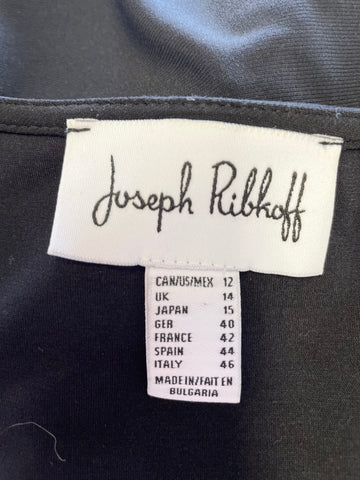 Joseph Ribkoff
CAN/US/MEX 12
UK 14
JAPAN 15
GER 40
FRANCE 42
SPAIN 44
ITALY 46
MADE IN/FAIT EN
BULGARIA